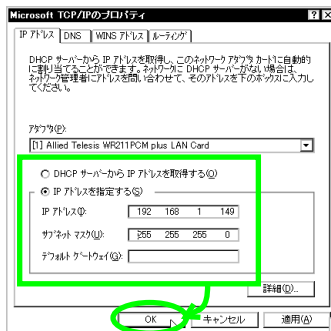 Microsoft TCP/IPのプロパティ
IP アドレス DNS WINS アドレス ルーティング
DHCP サーバーから IP アドレスを取得し、このネットワーク アダプタ カードに自動的
に割り当てることができます。ネットワークに DHCP サーバーがない場合は、
ネットワーク管理者にアドレスを問い合わせて、そのアドレスを下のボックスに入力し
てください。
アダプタ(P):
[1] Allied Telesis WR211PCM plus LAN Card
DHCP サーバーから IP アドレスを取得する(O)
IP アドレスを指定する(S)
IP アドレス(I): 192 168 1 149
サブネット マスク(U): 255 255 255 0
デフォルト ゲートウェイ(G):
詳細(D)...
OK キャンセル 適用(A)